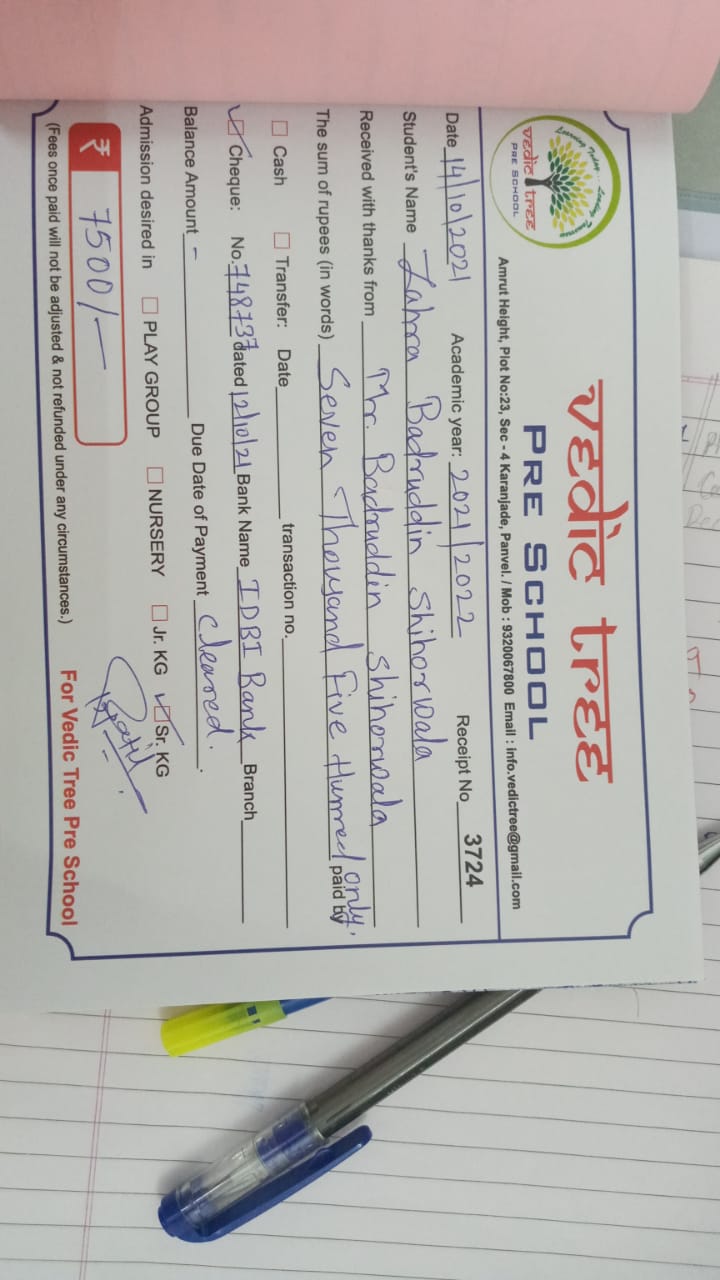 Learning Today... Leading Tomorrow
vedic tree
PRE SCHOOL
vedic tree
PRE SCHOOL
Amrut Height, Plot No:23, Sec - 4 Karanjade, Panvel. / Mob : 9320067800 Email : info.vedictree@gmail.com
Date 14/10/2021 Academic year: 2021/2022 Receipt No 3724
Student's Name Zahra Badruddin Shihorwala
Received with thanks from Mr. Badruddin Shihorwala
The sum of rupees (in words) Seven Thousand Five Hunred only. paid by
Cash Transfer: Date transaction no.
Cheque: No. 748737 dated 12/10/21 Bank Name IDBI Bank Branch
Balance Amount - Due Date of Payment cleared.
Admission desired in PLAY GROUP NURSERY Jr. KG Sr. KG
₹ 7500/-
(Fees once paid will not be adjusted & not refunded under any circumstances.) For Vedic Tree Pre School